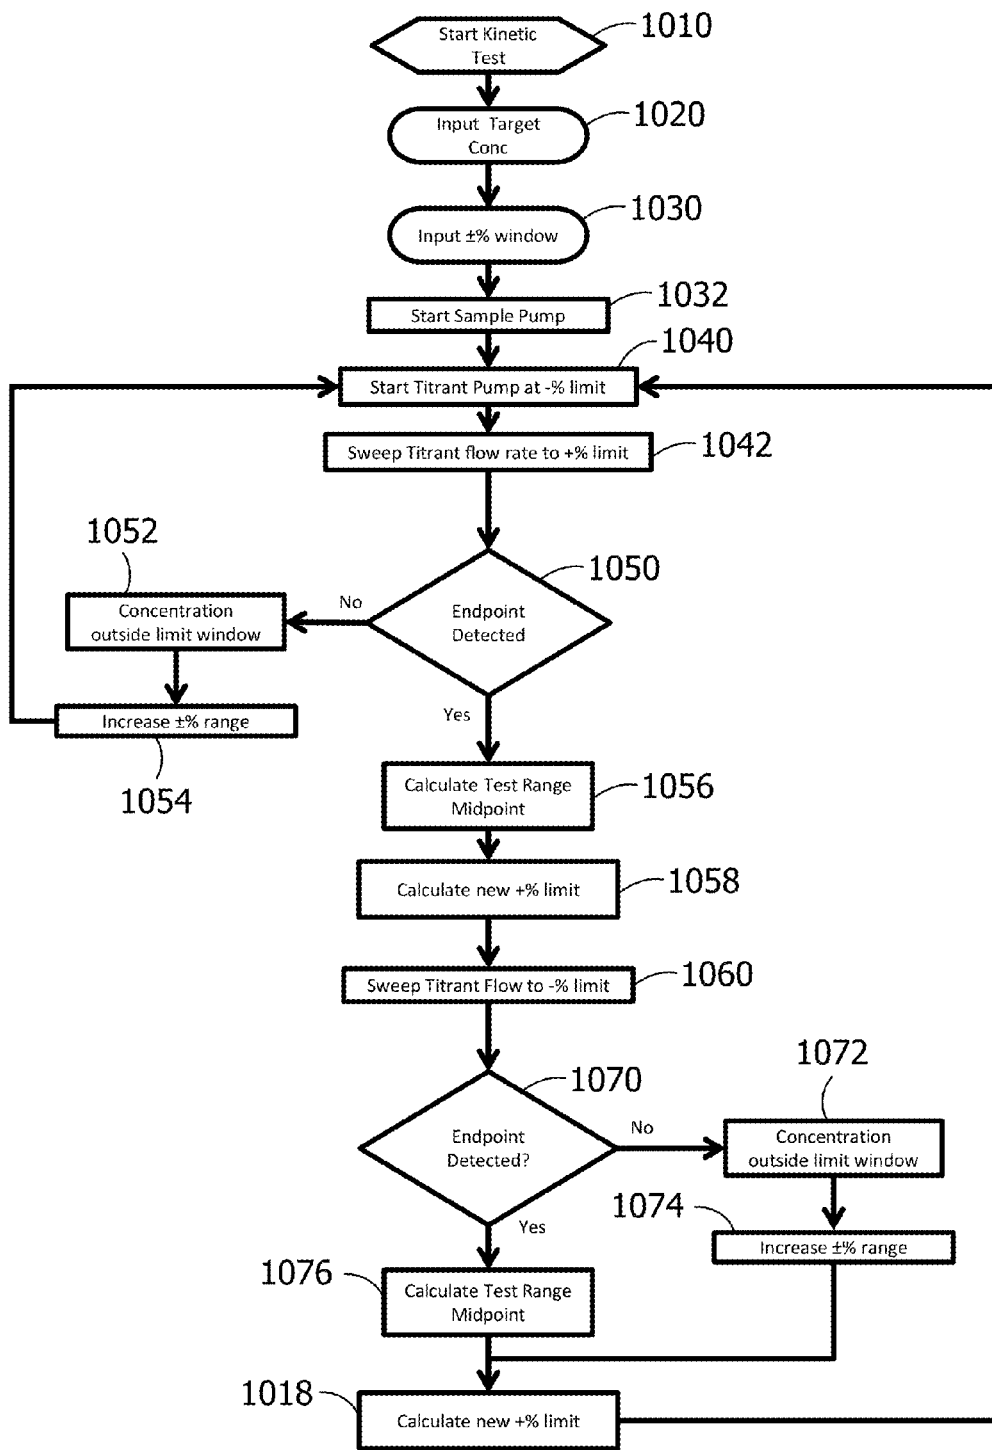 Start Kinetic
Test
1010
Input Target
Conc
1020
Input ±% window
1030
Start Sample Pump
1032
Start Titrant Pump at -% limit
1040
Sweep Titrant flow rate to +% limit
1042
1052
Concentration
outside limit window
No
Endpoint
Detected
1050
Yes
Increase ±% range
1054
Calculate Test Range
Midpoint
1056
Calculate new +% limit
1058
Sweep Titrant Flow to -% limit
1060
Endpoint
Detected?
1070
No
1072
Concentration
outside limit window
Yes
1074
Increase ±% range
1076
Calculate Test Range
Midpoint
1018
Calculate new +% limit